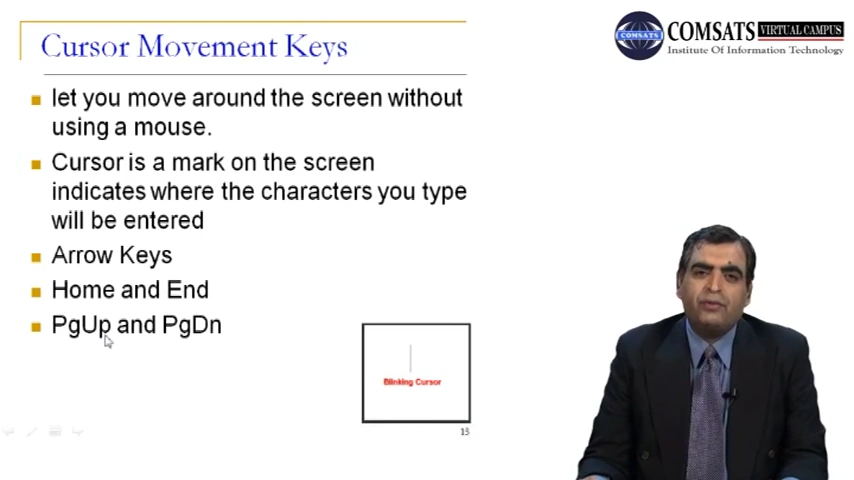 Cursor Movement Keys
let you move around the screen without
using a mouse.
Cursor is a mark on the screen
indicates where the characters you type
will be entered
Arrow Keys
Home and End
PgUp and PgDn
Blinking Cursor
15
COMSATS
COMSATS VIRTUAL CAMPUS
Institute Of Information Technology